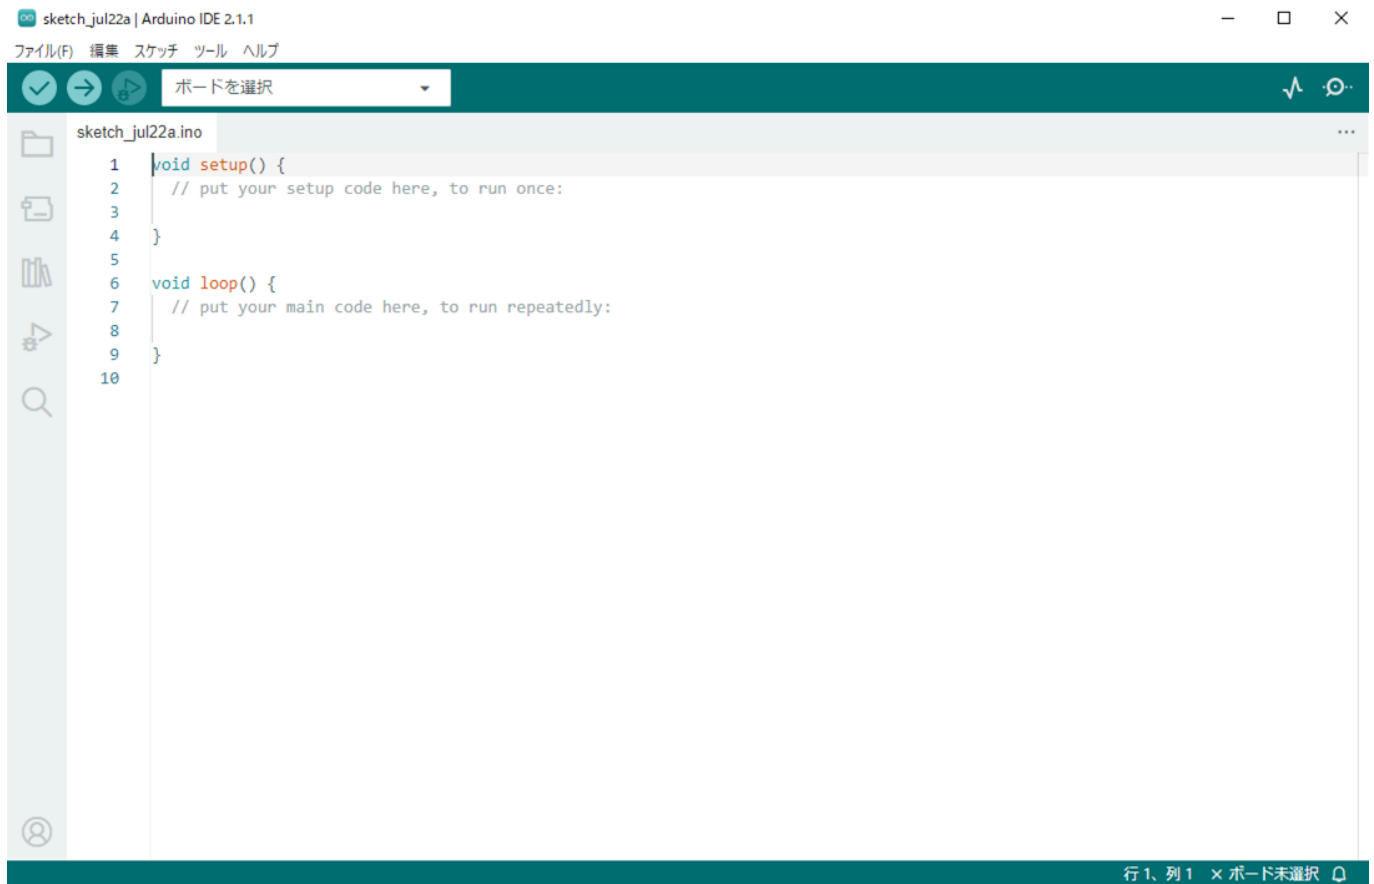 sketch_jul22a | Arduino IDE 2.1.1
ファイル(F) 編集 スケッチ ツール ヘルプ
ボードを選択
sketch_jul22a.ino
1 void setup() {
2 // put your setup code here, to run once:
3
4 }
5
6 void loop() {
7 // put your main code here, to run repeatedly:
8
9 }
10
行 1、列 1 × ボード未選択